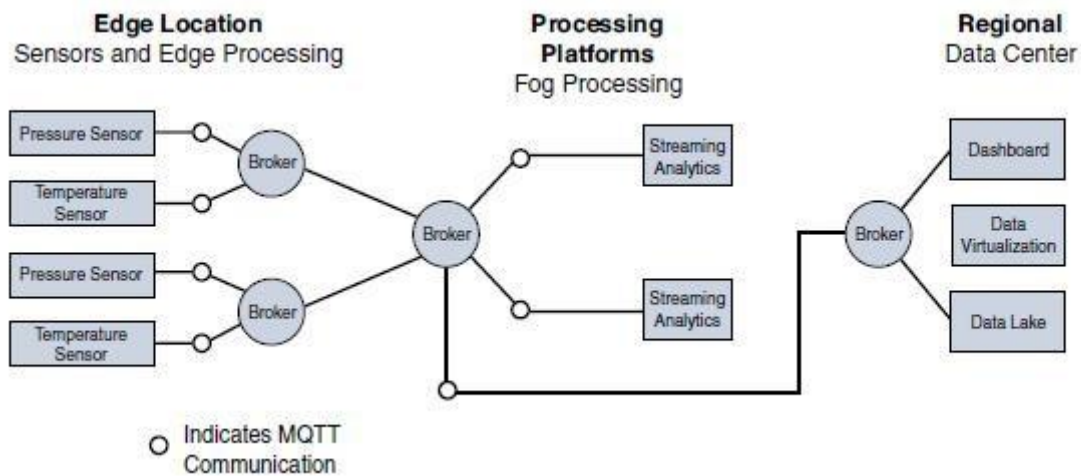 Edge Location
Sensors and Edge Processing
Processing
Platforms
Fog Processing
Regional
Data Center
Pressure Sensor
Temperature
Sensor
Broker
Pressure Sensor
Temperature
Sensor
Broker
Broker
Streaming
Analytics
Streaming
Analytics
Broker
Dashboard
Data
Virtualization
Data Lake
Indicates MQTT
Communication